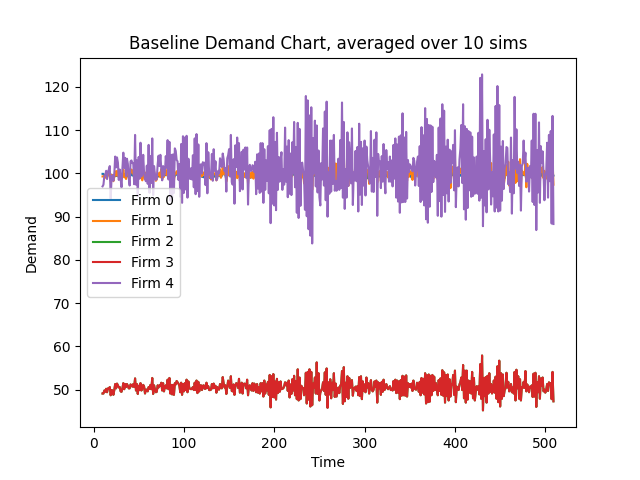 Baseline Demand Chart, averaged over 10 sims
Demand
120
110
100
90
80
70
60
50
Firm 0
Firm 1
Firm 2
Firm 3
Firm 4
0 100 200 300 400 500
Time